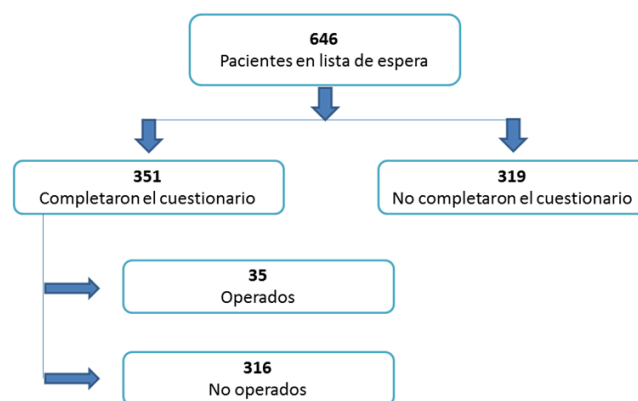 646
Pacientes en lista de espera
351
Completaron el cuestionario
319
No completaron el cuestionario
35
Operados
316
No operados